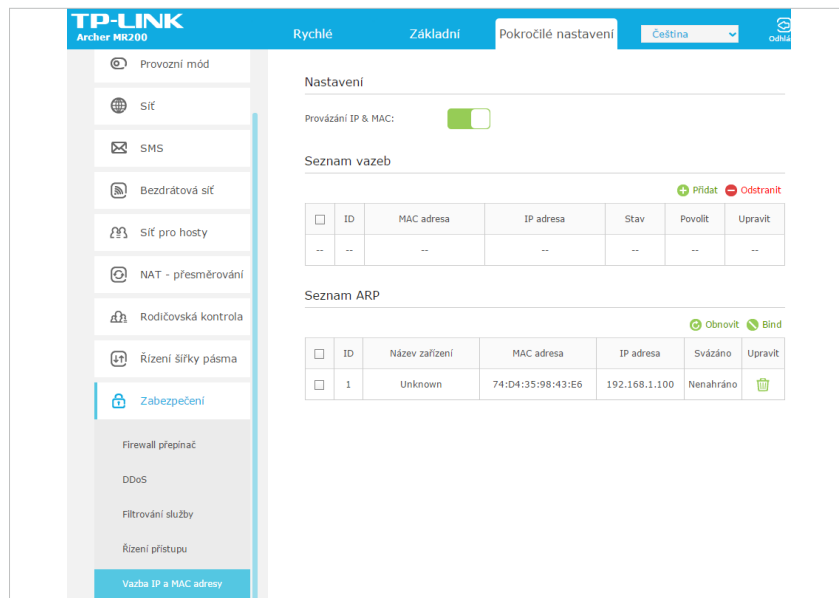 TP-LINK
Archer MR200
Rychlé
Základní
Pokročilé nastavení
Čeština
Provozní mód
Síť
SMS
Bezdrátová síť
Síť pro hosty
NAT - přesměrování
Rodičovská kontrola
Řízení šířky pásma
Zabezpečení
Firewall přepínač
DDoS
Filtrování služby
Řízení přístupu
Vazba IP a MAC adresy
Nastavení
Provázání IP & MAC:
Seznam vazeb
Přidat Odstranit
ID MAC adresa IP adresa Stav Povolit Upravit
-- -- -- -- -- -- --
Seznam ARP
Obnovit Bind
ID Název zařízení MAC adresa IP adresa Svázáno Upravit
1 Unknown 74:D4:35:98:43:E6 192.168.1.100 Nenahráno